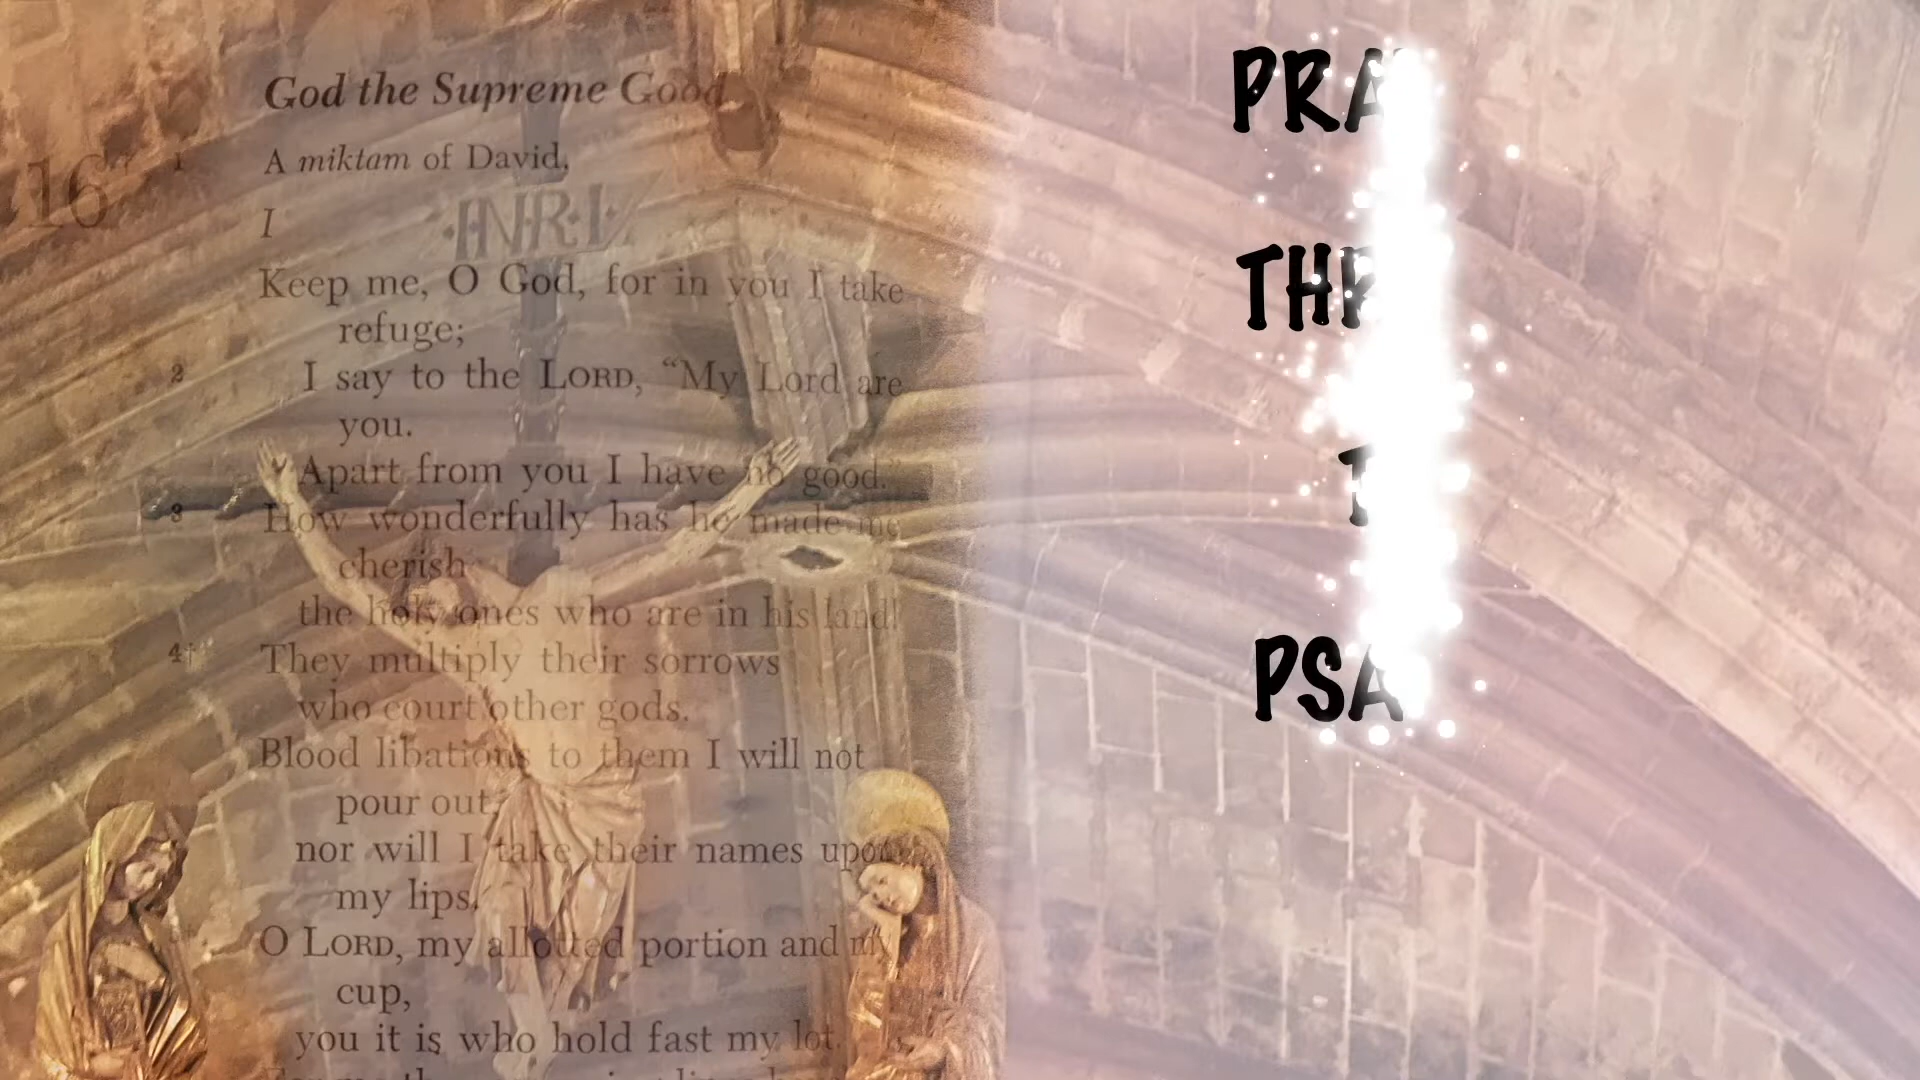 God the Supreme Good
16 1 A miktam of David.
I
INRI
Keep me, O God, for in you I take
refuge;
2 I say to the LORD, “My Lord are
you.
Apart from you I have no good.”
3 How wonderfully has he made me
cherish
the holy ones who are in his land!
4† They multiply their sorrows
who court other gods.
Blood libations to them I will not
pour out,
nor will I take their names upon
my lips.
O LORD, my allotted portion and my
cup,
you it is who hold fast my lot.
PRA
THR
T
PSA